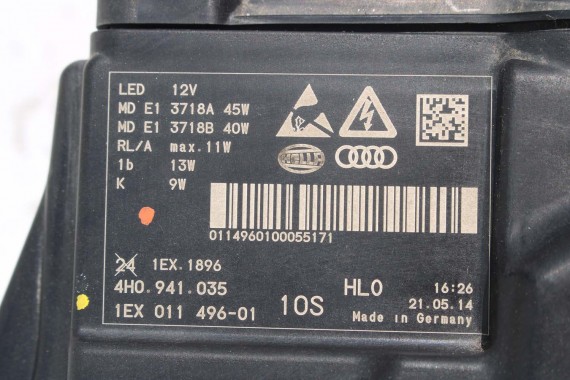 LED 12V
MD E1 3718A 45W
MD E1 3718B 40W
RL/A max.11W
1b 13W
K 9W
HELLA
0114960100055171
24 1EX.1896
4H0.941.035
1EX 011 496-01
10S
HL0
16:26
21.05.14
Made in Germany